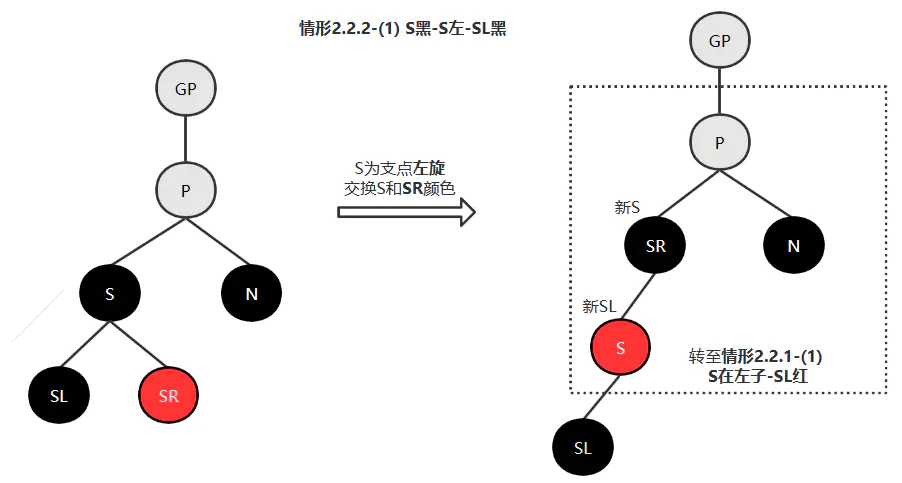 情形2.2.2-(1) S黑-S左-SL黑
GP
P
S
N
SL
SR
S为支点左旋
交换S和SR颜色
GP
P
新S
SR
N
新SL
S
转至情形2.2.1-(1)
S在左子-SL红
SL